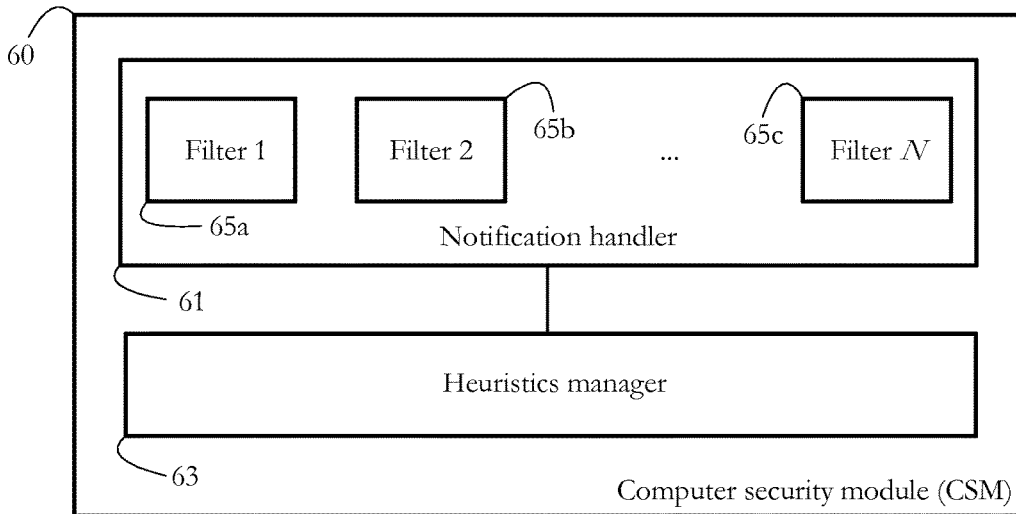 60
Filter 1
65a
Filter 2
65b
...
65c
Filter N
Notification handler
61
Heuristics manager
63
Computer security module (CSM)